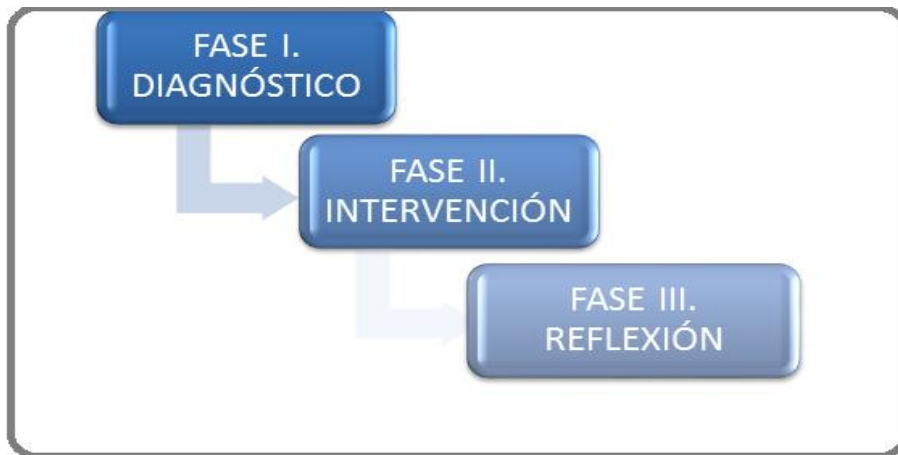 FASE I.
DIAGNÓSTICO
FASE II.
INTERVENCIÓN
FASE III.
REFLEXIÓN